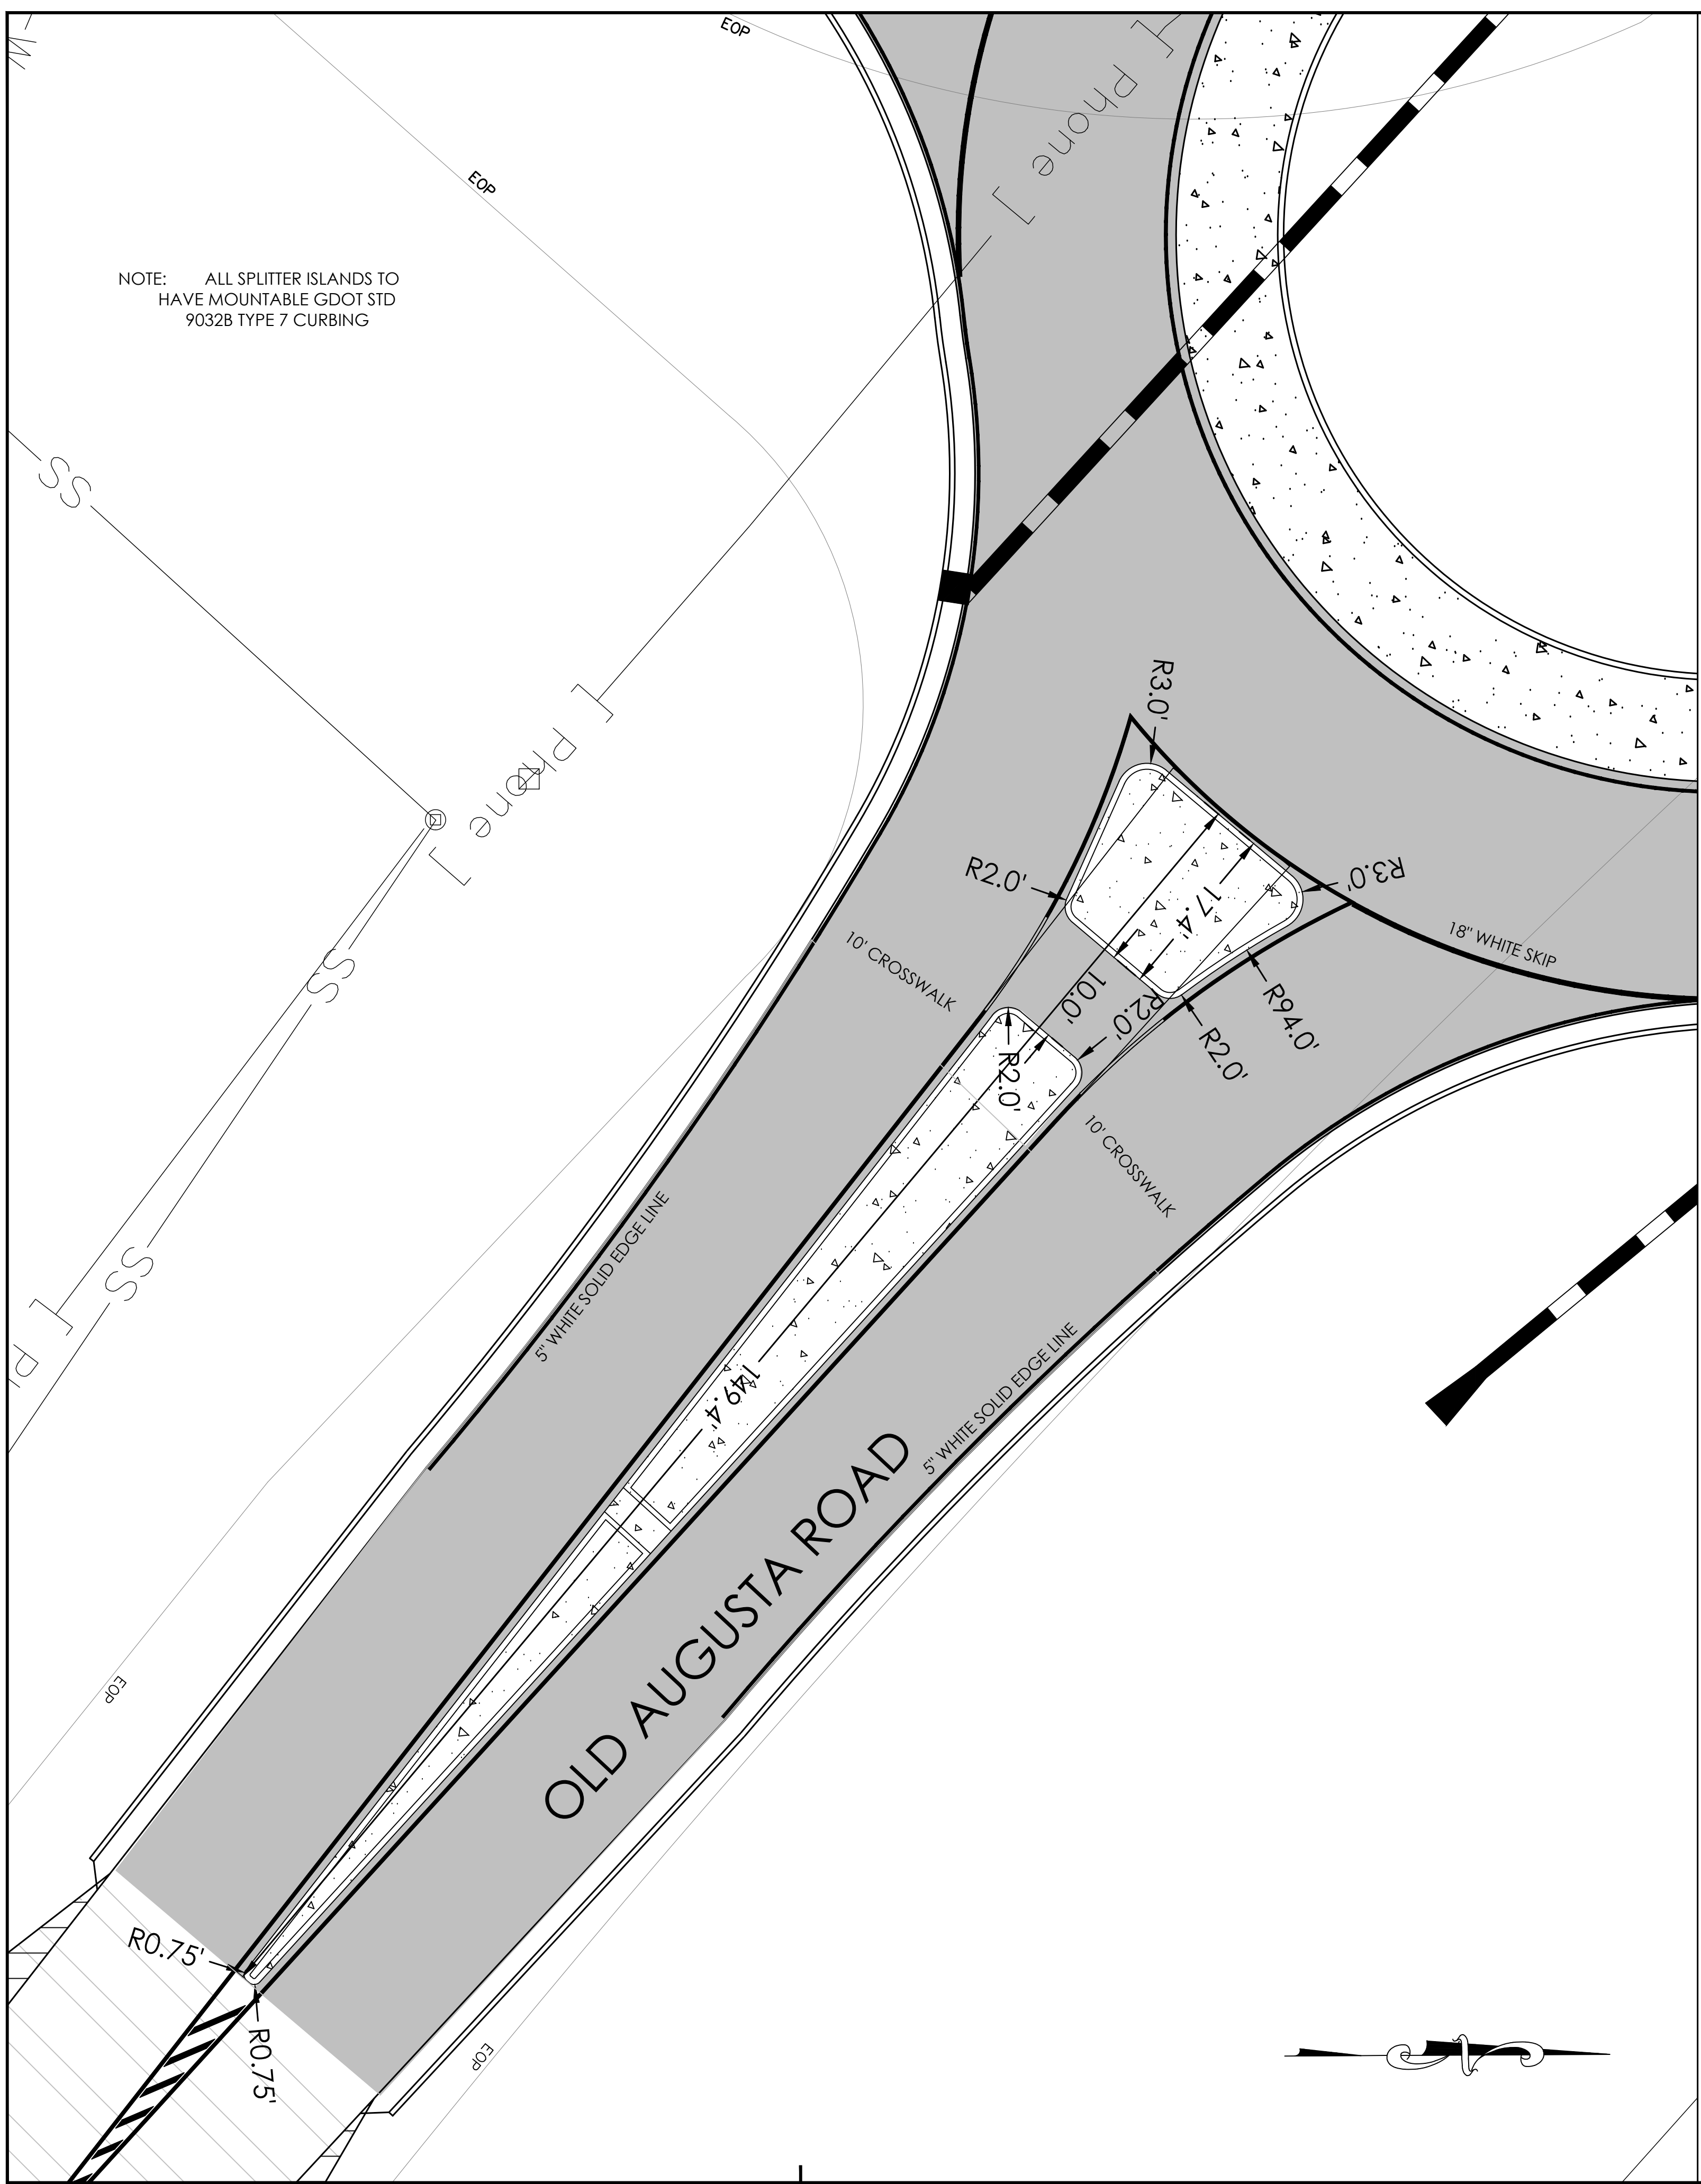 EOP
[ Phone ]
EOP
NOTE: ALL SPLITTER ISLANDS TO
HAVE MOUNTABLE GDOT STD
9032B TYPE 7 CURBING
SS
R3.0'
[ Phone ]
R2.0'
R3.0'
17.4'
10' CROSSWALK
18" WHITE SKIP
10.0'
R2.0'
R94.0'
SS
R2.0'
R2.0'
10' CROSSWALK
SS
5" WHITE SOLID EDGE LINE
149.4'
5" WHITE SOLID EDGE LINE
OLD AUGUSTA ROAD
EOP
R0.75'
R0.75'
EOP
N